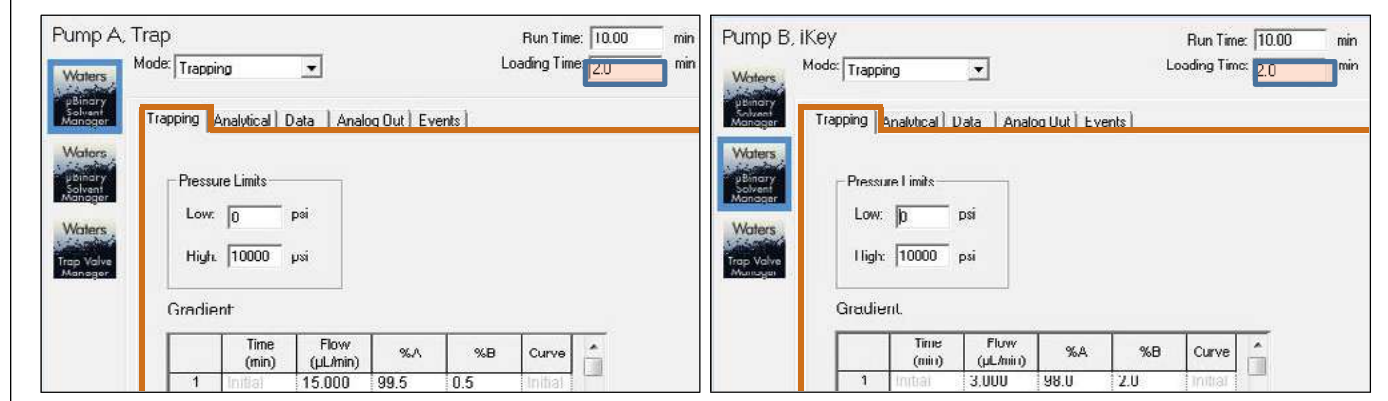 Pump A, Trap
Run Time: 10.00 min
Mode: Trapping
Loading Time: 2.0 min
Waters
µBinary
Solvent
Manager
Trapping Analytical Data Analog Out Events
Waters
µBinary
Solvent
Manager
Pressure Limits
Low: 0 psi
Waters
Trap Valve
Manager
High: 10000 psi
Gradient
Time (min) Flow (µL/min) %A %B Curve
1 Initial 15.000 99.5 0.5 Initial
Pump B, iKey
Run Time: 10.00 min
Mode: Trapping
Loading Time: 2.0 min
Waters
µBinary
Solvent
Manager
Trapping Analytical Data Analog Out Events
Waters
µBinary
Solvent
Manager
Pressure Limits
Low: 0 psi
Waters
Trap Valve
Manager
High: 10000 psi
Gradient
Time (min) Flow (µL/min) %A %B Curve
1 Initial 3.000 98.0 2.0 Initial